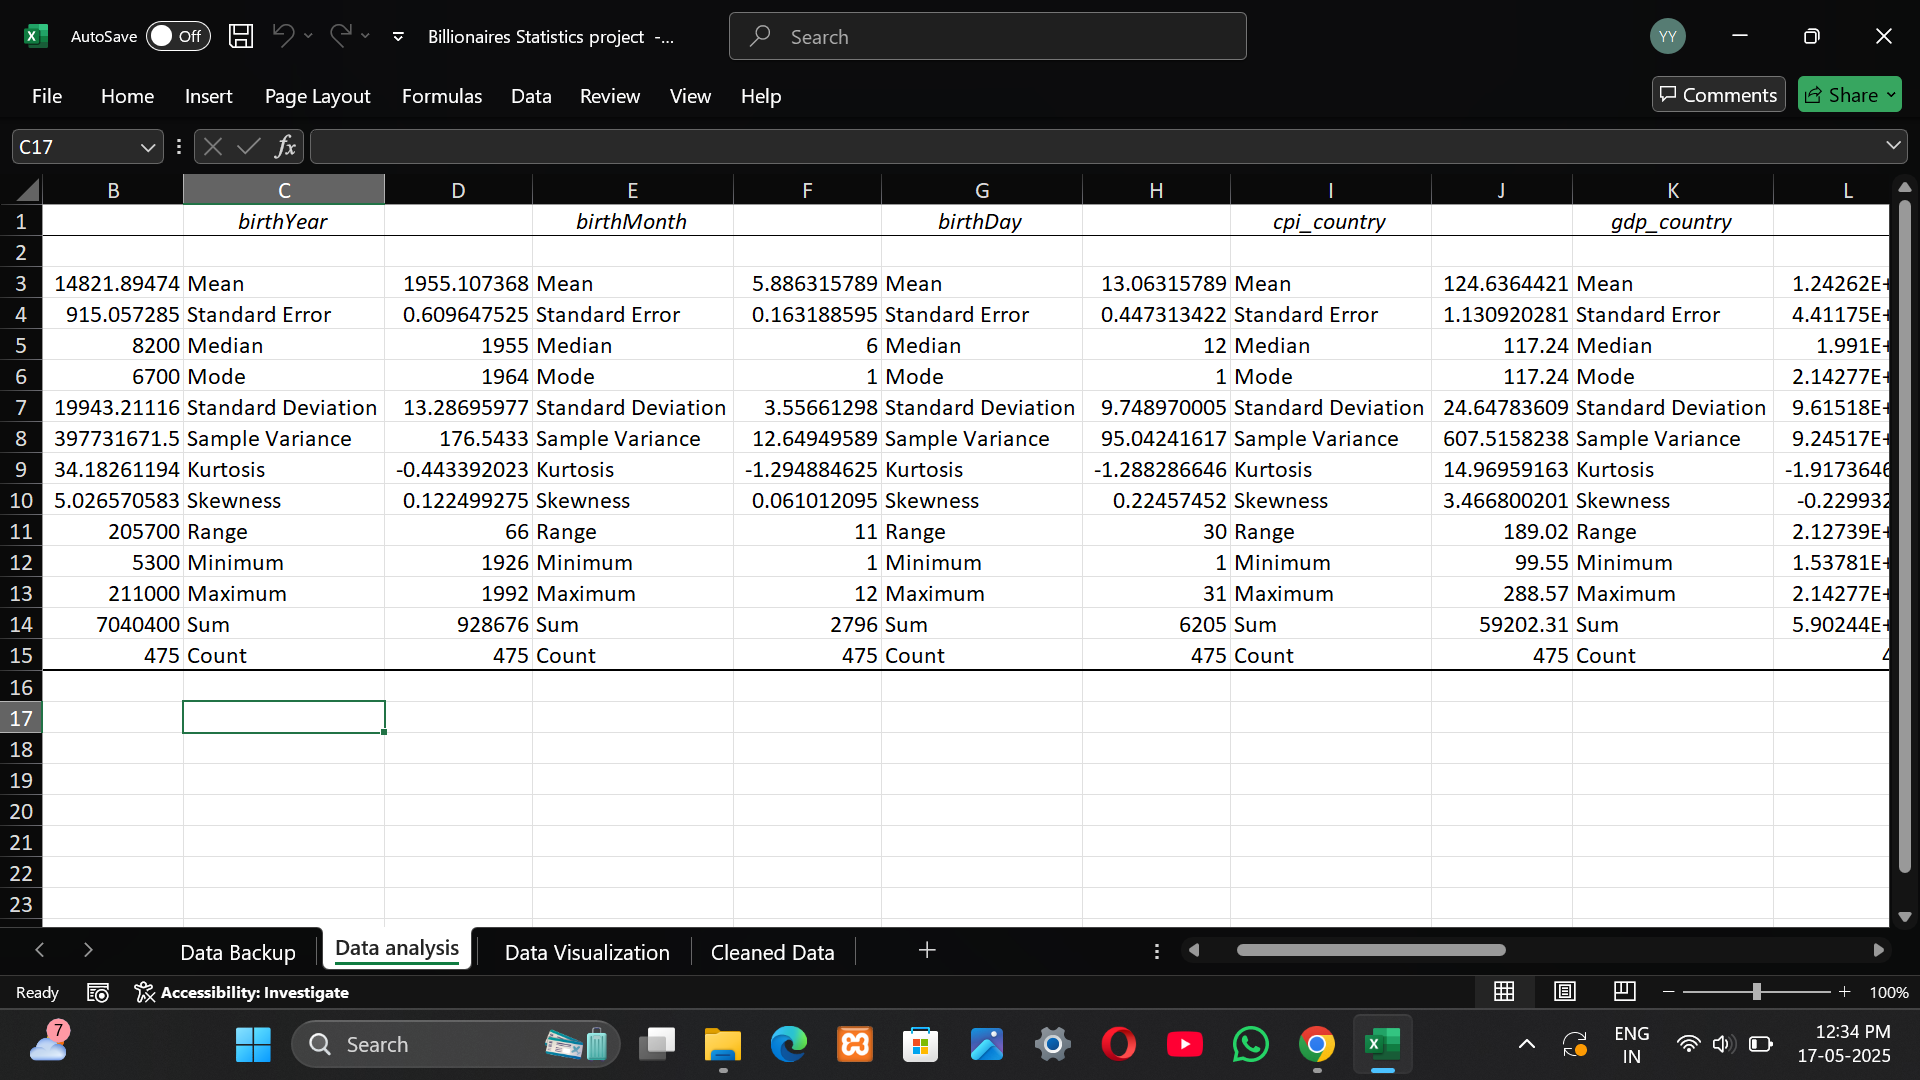 AutoSave Off Billionaires Statistics project -... Search YY
File Home Insert Page Layout Formulas Data Review View Help Comments Share
C17 fx
B C D E F G H I J K L
1 birthYear birthMonth birthDay cpi_country gdp_country
2
3 14821.89474 Mean 1955.107368 Mean 5.886315789 Mean 13.06315789 Mean 124.6364421 Mean 1.24262E+
4 915.057285 Standard Error 0.609647525 Standard Error 0.163188595 Standard Error 0.447313422 Standard Error 1.130920281 Standard Error 4.41175E+
5 8200 Median 1955 Median 6 Median 12 Median 117.24 Median 1.991E+
6 6700 Mode 1964 Mode 1 Mode 1 Mode 117.24 Mode 2.14277E+
7 19943.21116 Standard Deviation 13.28695977 Standard Deviation 3.55661298 Standard Deviation 9.748970005 Standard Deviation 24.64783609 Standard Deviation 9.61518E+
8 397731671.5 Sample Variance 176.5433 Sample Variance 12.64949589 Sample Variance 95.04241617 Sample Variance 607.5158238 Sample Variance 9.24517E+
9 34.18261194 Kurtosis -0.443392023 Kurtosis -1.294884625 Kurtosis -1.288286646 Kurtosis 14.96959163 Kurtosis -1.9173646
10 5.026570583 Skewness 0.122499275 Skewness 0.061012095 Skewness 0.22457452 Skewness 3.466800201 Skewness -0.229932
11 205700 Range 66 Range 11 Range 30 Range 189.02 Range 2.12739E+
12 5300 Minimum 1926 Minimum 1 Minimum 1 Minimum 99.55 Minimum 1.53781E+
13 211000 Maximum 1992 Maximum 12 Maximum 31 Maximum 288.57 Maximum 2.14277E+
14 7040400 Sum 928676 Sum 2796 Sum 6205 Sum 59202.31 Sum 5.90244E+
15 475 Count 475 Count 475 Count 475 Count 475 Count 4
16
17
18
19
20
21
22
23
Data Backup Data analysis Data Visualization Cleaned Data
Ready Accessibility: Investigate 100%
7 Search ENG IN 12:34 PM
17-05-2025